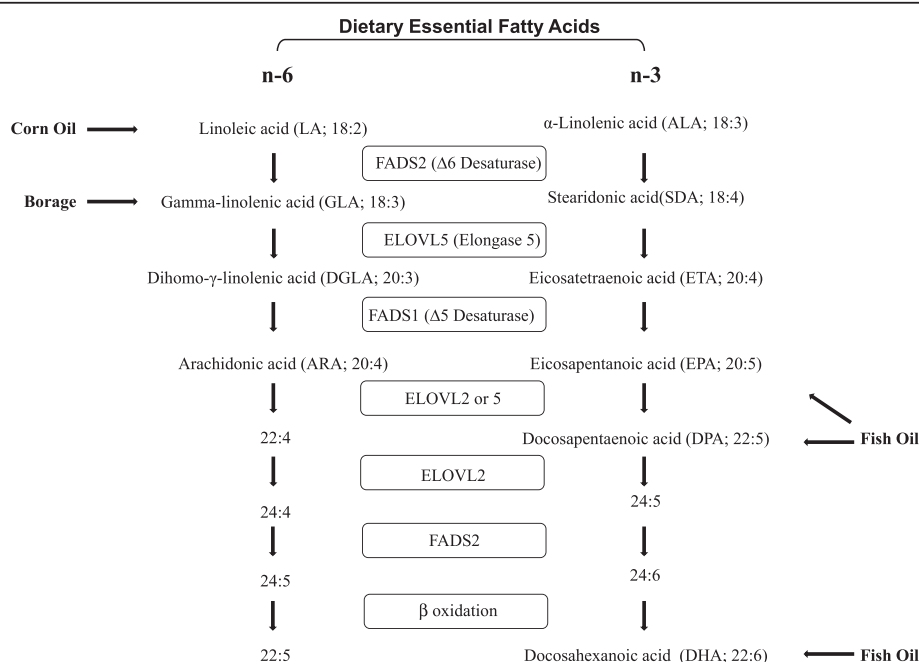 Dietary Essential Fatty Acids
n-6
n-3
Corn Oil
Linoleic acid (LA; 18:2)
α-Linolenic acid (ALA; 18:3)
FADS2 (Δ6 Desaturase)
Borage
Gamma-linolenic acid (GLA; 18:3)
Stearidonic acid(SDA; 18:4)
ELOVL5 (Elongase 5)
Dihomo-γ-linolenic acid (DGLA; 20:3)
Eicosatetraenoic acid (ETA; 20:4)
FADS1 (Δ5 Desaturase)
Arachidonic acid (ARA; 20:4)
Eicosapentanoic acid (EPA; 20:5)
ELOVL2 or 5
22:4
Docosapentaenoic acid (DPA; 22:5)
Fish Oil
ELOVL2
24:4
24:5
FADS2
24:5
24:6
β oxidation
22:5
Docosahexanoic acid (DHA; 22:6)
Fish Oil